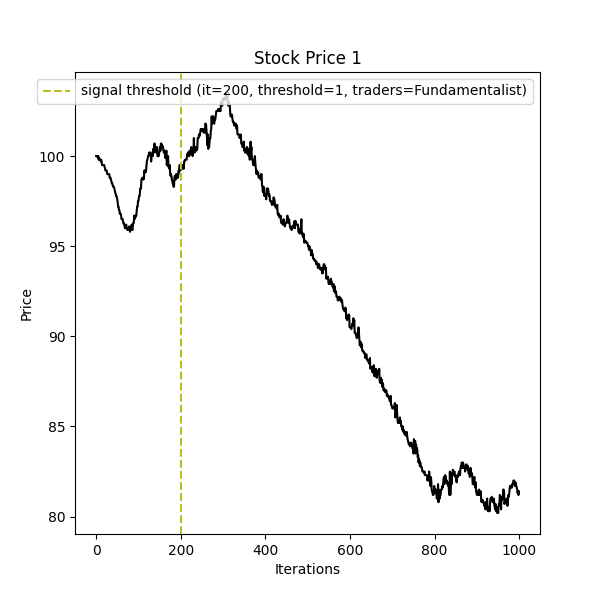 Stock Price 1
signal threshold (it=200, threshold=1, traders=Fundamentalist)
100
95
90
85
80
Price
0 200 400 600 800 1000
Iterations